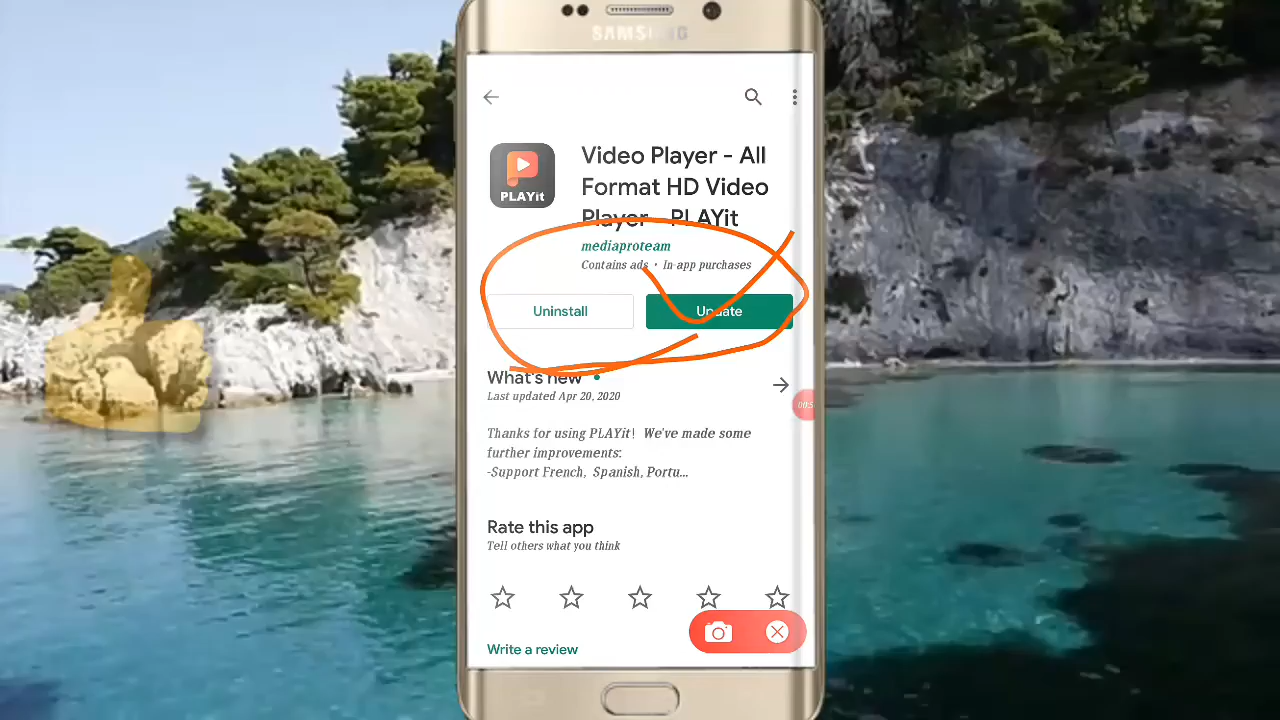 SAMSUNG
Video Player - All
Format HD Video
Player - PLAYit
PLAYit
mediaproteam
Contains ads • In-app purchases
Uninstall
Update
What's new
Last updated Apr 20, 2020
Thanks for using PLAYit! We've made some
further improvements:
-Support French, Spanish, Portu...
Rate this app
Tell others what you think
Write a review